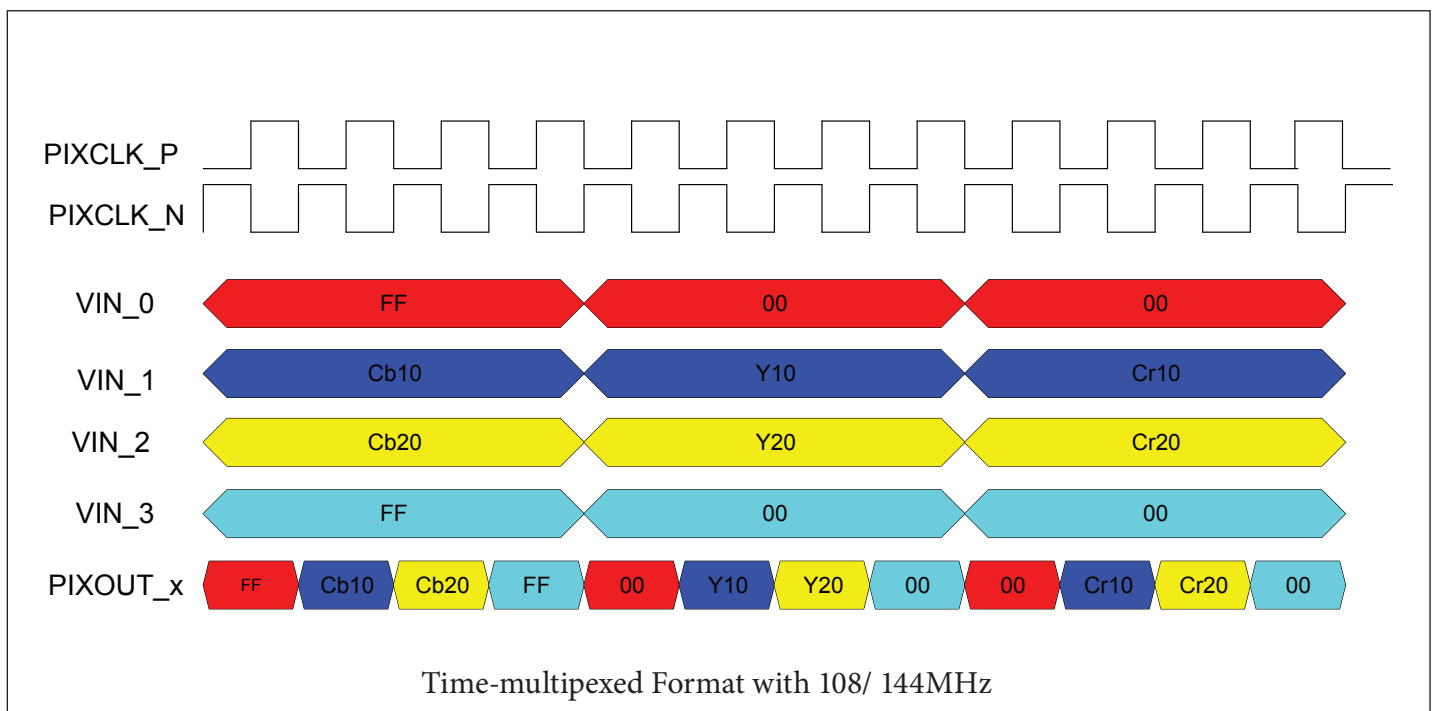 PIXCLK_P
PIXCLK_N
VIN_0 FF 00 00
VIN_1 Cb10 Y10 Cr10
VIN_2 Cb20 Y20 Cr20
VIN_3 FF 00 00
PIXOUT_x FF Cb10 Cb20 FF 00 Y10 Y20 00 00 Cr10 Cr20 00
Time-multipexed Format with 108/ 144MHz